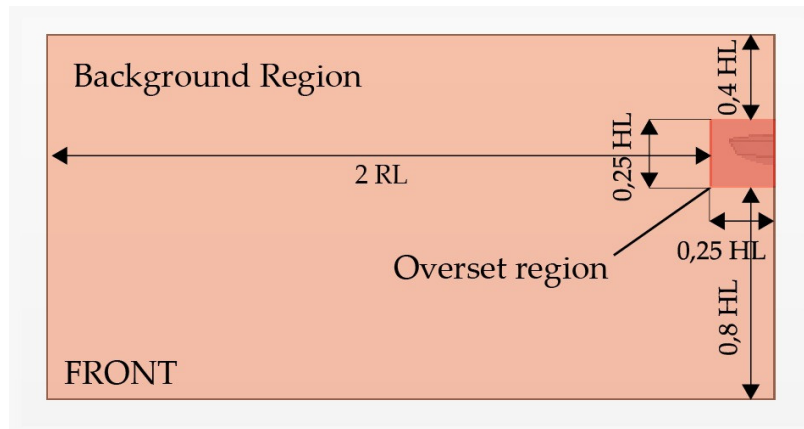 Background Region
0,4 HL
0,25 HL
2 RL
0,25 HL
Overset region
0,8 HL
FRONT